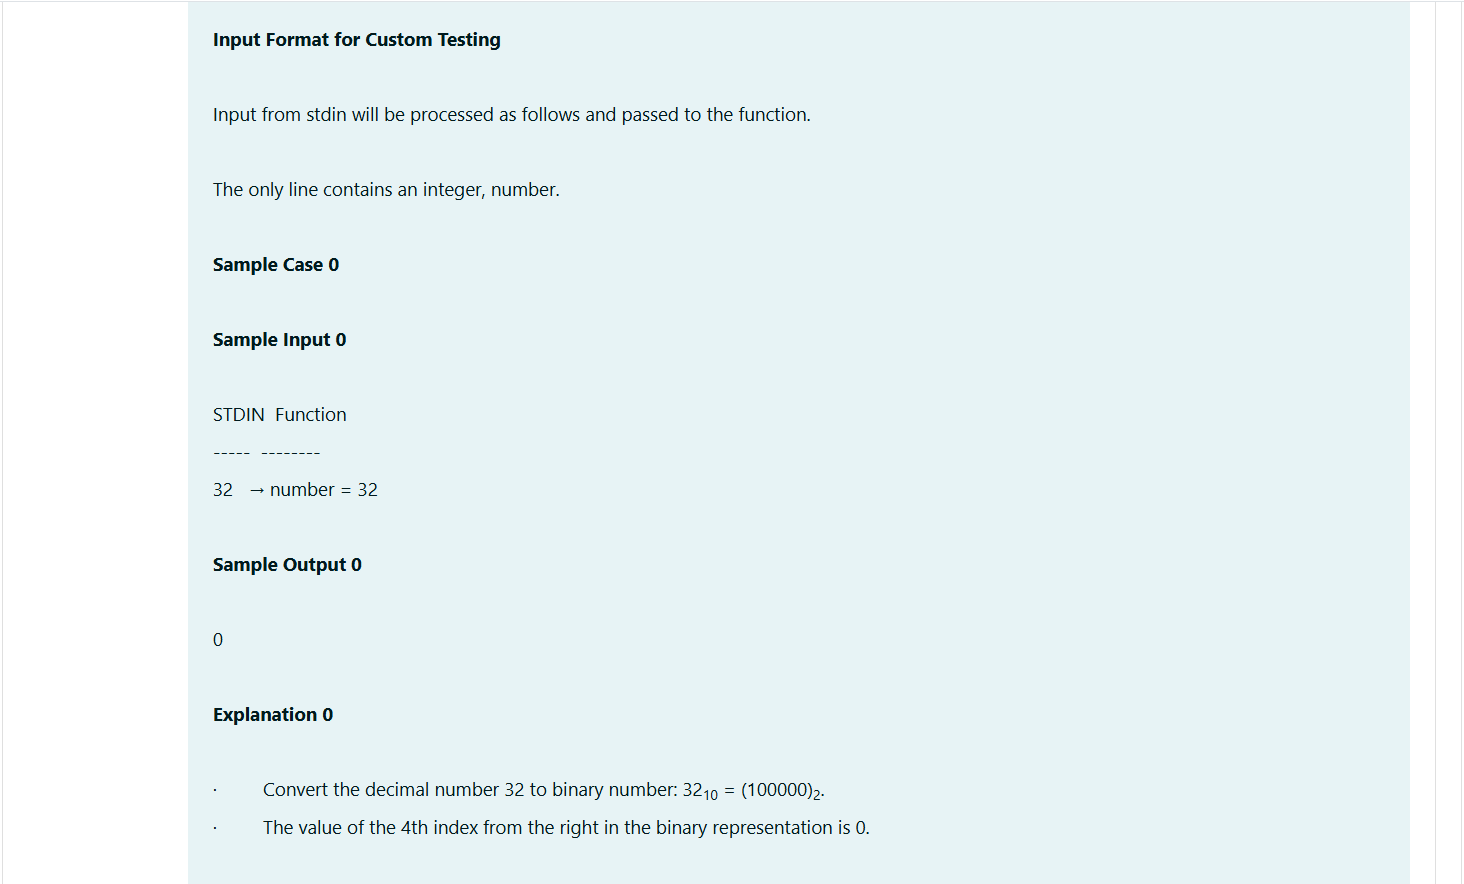 Input Format for Custom Testing
Input from stdin will be processed as follows and passed to the function.
The only line contains an integer, number.
Sample Case 0
Sample Input 0
STDIN  Function
-----  --------
32   → number = 32
Sample Output 0
0
Explanation 0
· Convert the decimal number 32 to binary number: 32₁₀ = (100000)₂.
· The value of the 4th index from the right in the binary representation is 0.